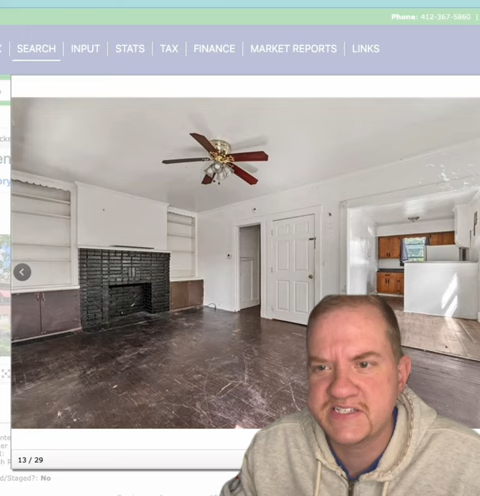 Phone: 412-367-5860 |
SEARCH | INPUT | STATS | TAX | FINANCE | MARKET REPORTS | LINKS
13 / 29
d/Staged?: No